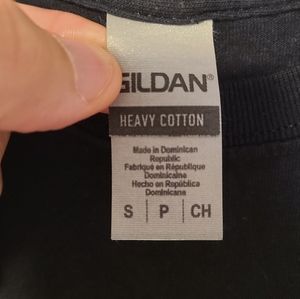 GILDAN®
HEAVY COTTON
Made in Dominican
Republic
Fabriqué en République
Dominicaine
Hecho en República
Dominicana
S | P | CH